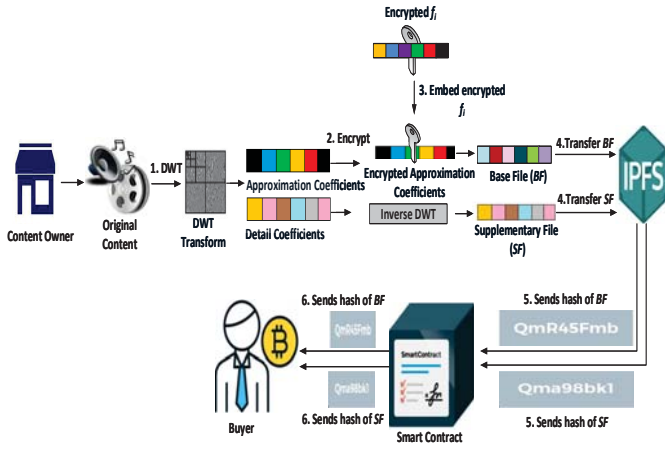 Encrypted fi
3. Embed encrypted
fi
2. Encrypt
1. DWT
4.Transfer BF
IPFS
Encrypted Approximation
Coefficients
Base File (BF)
Approximation Coefficients
Content Owner
Original
Content
DWT
Transform
Detail Coefficients
Inverse DWT
4.Transfer SF
Supplementary File
(SF)
6. Sends hash of BF
5. Sends hash of BF
QmR45Fmb
QmR45Fmb
SmartContract
Qma98bk1
Qma98bk1
6. Sends hash of SF
5. Sends hash of SF
Buyer
Smart Contract